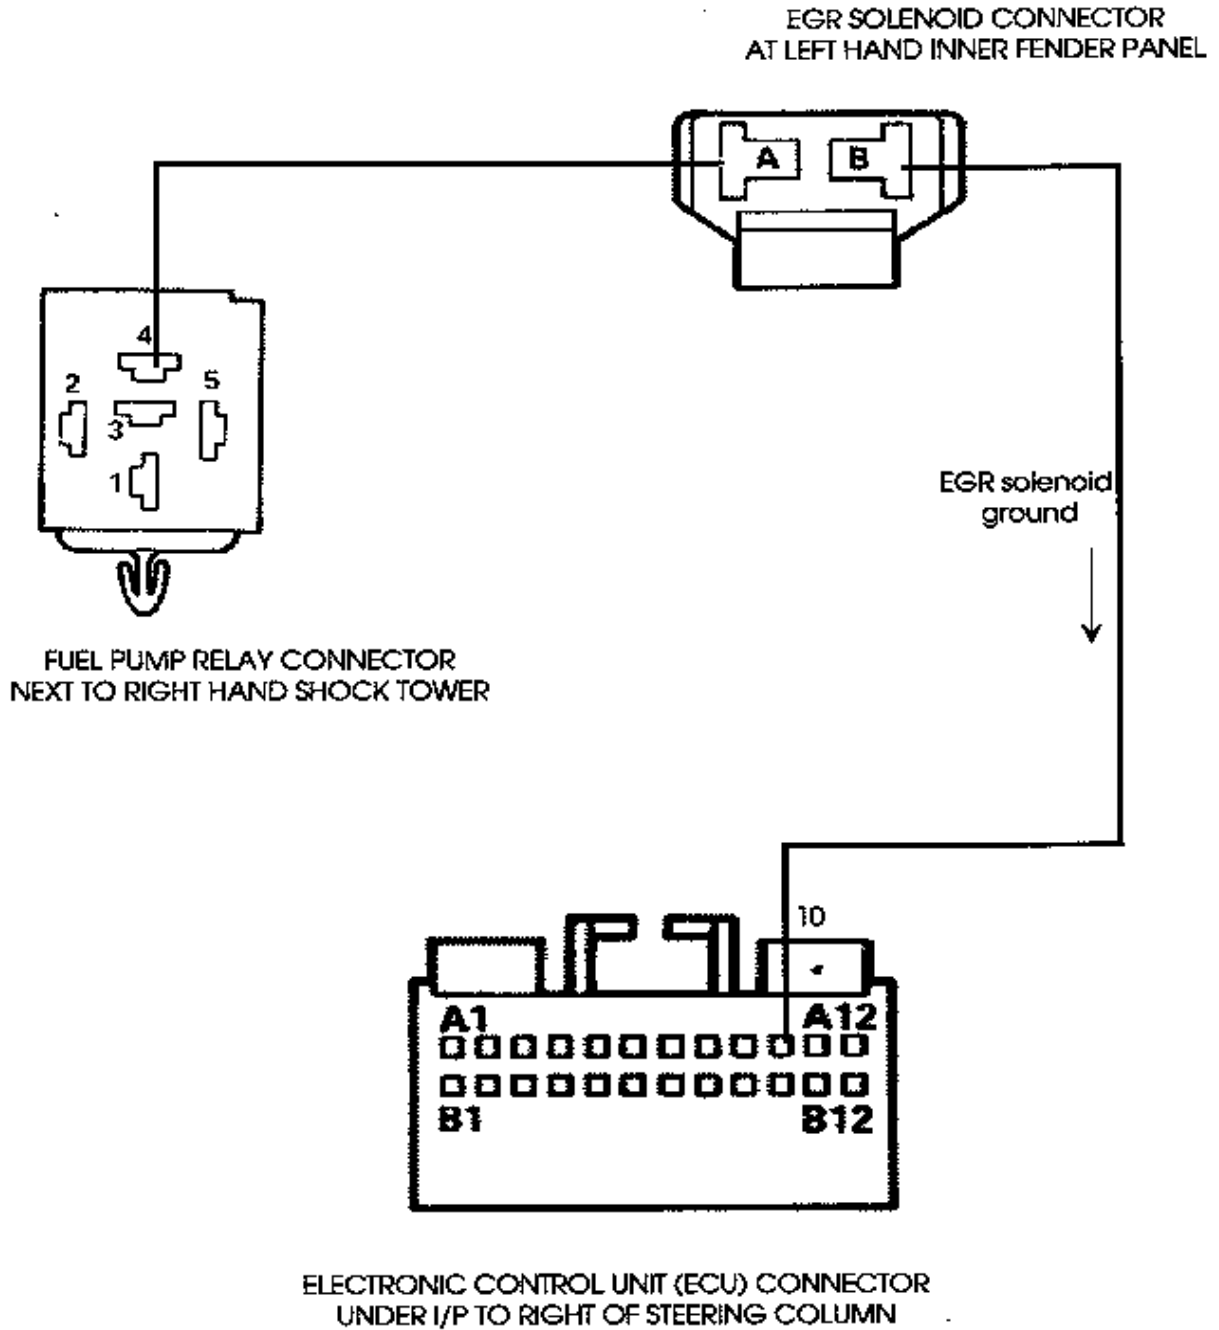 EGR SOLENOID CONNECTOR
AT LEFT HAND INNER FENDER PANEL
A B
4
2 5
3
1
EGR solenoid
ground
FUEL PUMP RELAY CONNECTOR
NEXT TO RIGHT HAND SHOCK TOWER
10
A1 A12
B1 B12
ELECTRONIC CONTROL UNIT (ECU) CONNECTOR
UNDER I/P TO RIGHT OF STEERING COLUMN